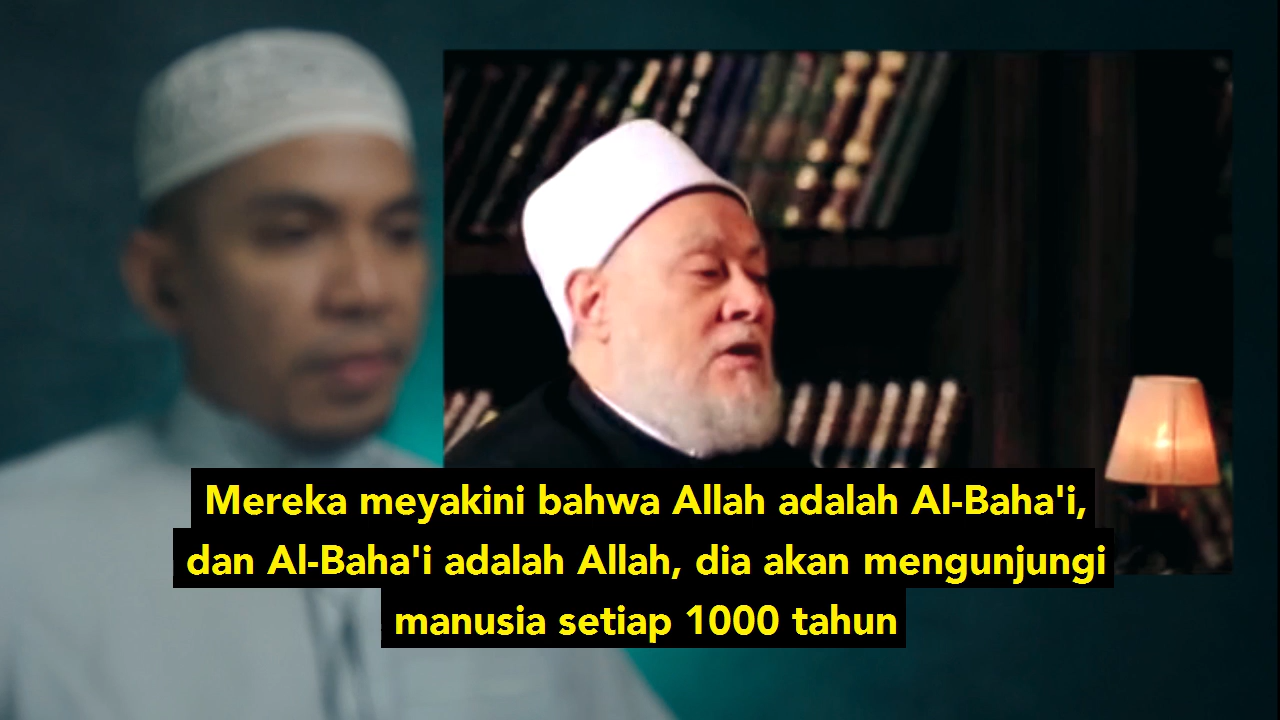 Mereka meyakini bahwa Allah adalah Al-Baha'i,
dan Al-Baha'i adalah Allah, dia akan mengunjungi
manusia setiap 1000 tahun